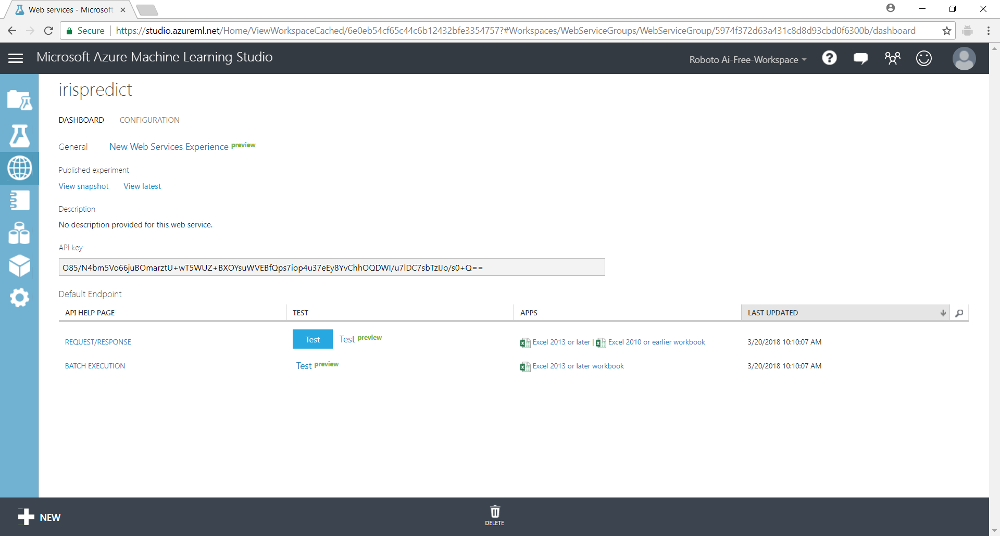 Web services - Microsoft
Secure
https://studio.azureml.net/Home/ViewWorkspaceCached/6e0eb54cf65c44c6b12432bfe3354757?#Workspaces/WebServiceGroups/WebServiceGroup/5974f372d63a431c8d8d93cbd0f6300b/dashboard
Microsoft Azure Machine Learning Studio
Roboto Ai-Free-Workspace
irispredict
DASHBOARD CONFIGURATION
General New Web Services Experience preview
Published experiment
View snapshot View latest
Description
No description provided for this web service.
API key
O85/N4bm5Vo66juBOmarztU+wT5WUZ+BXOYsuWVEBfQps7iop4u37eEy8YvChhOQDWI/u7lDC7sbTzIJo/s0+Q==
Default Endpoint
API HELP PAGE TEST APPS LAST UPDATED
REQUEST/RESPONSE Test Test preview Excel 2013 or later | Excel 2010 or earlier workbook 3/20/2018 10:10:07 AM
BATCH EXECUTION Test preview Excel 2013 or later workbook 3/20/2018 10:10:07 AM
NEW
DELETE